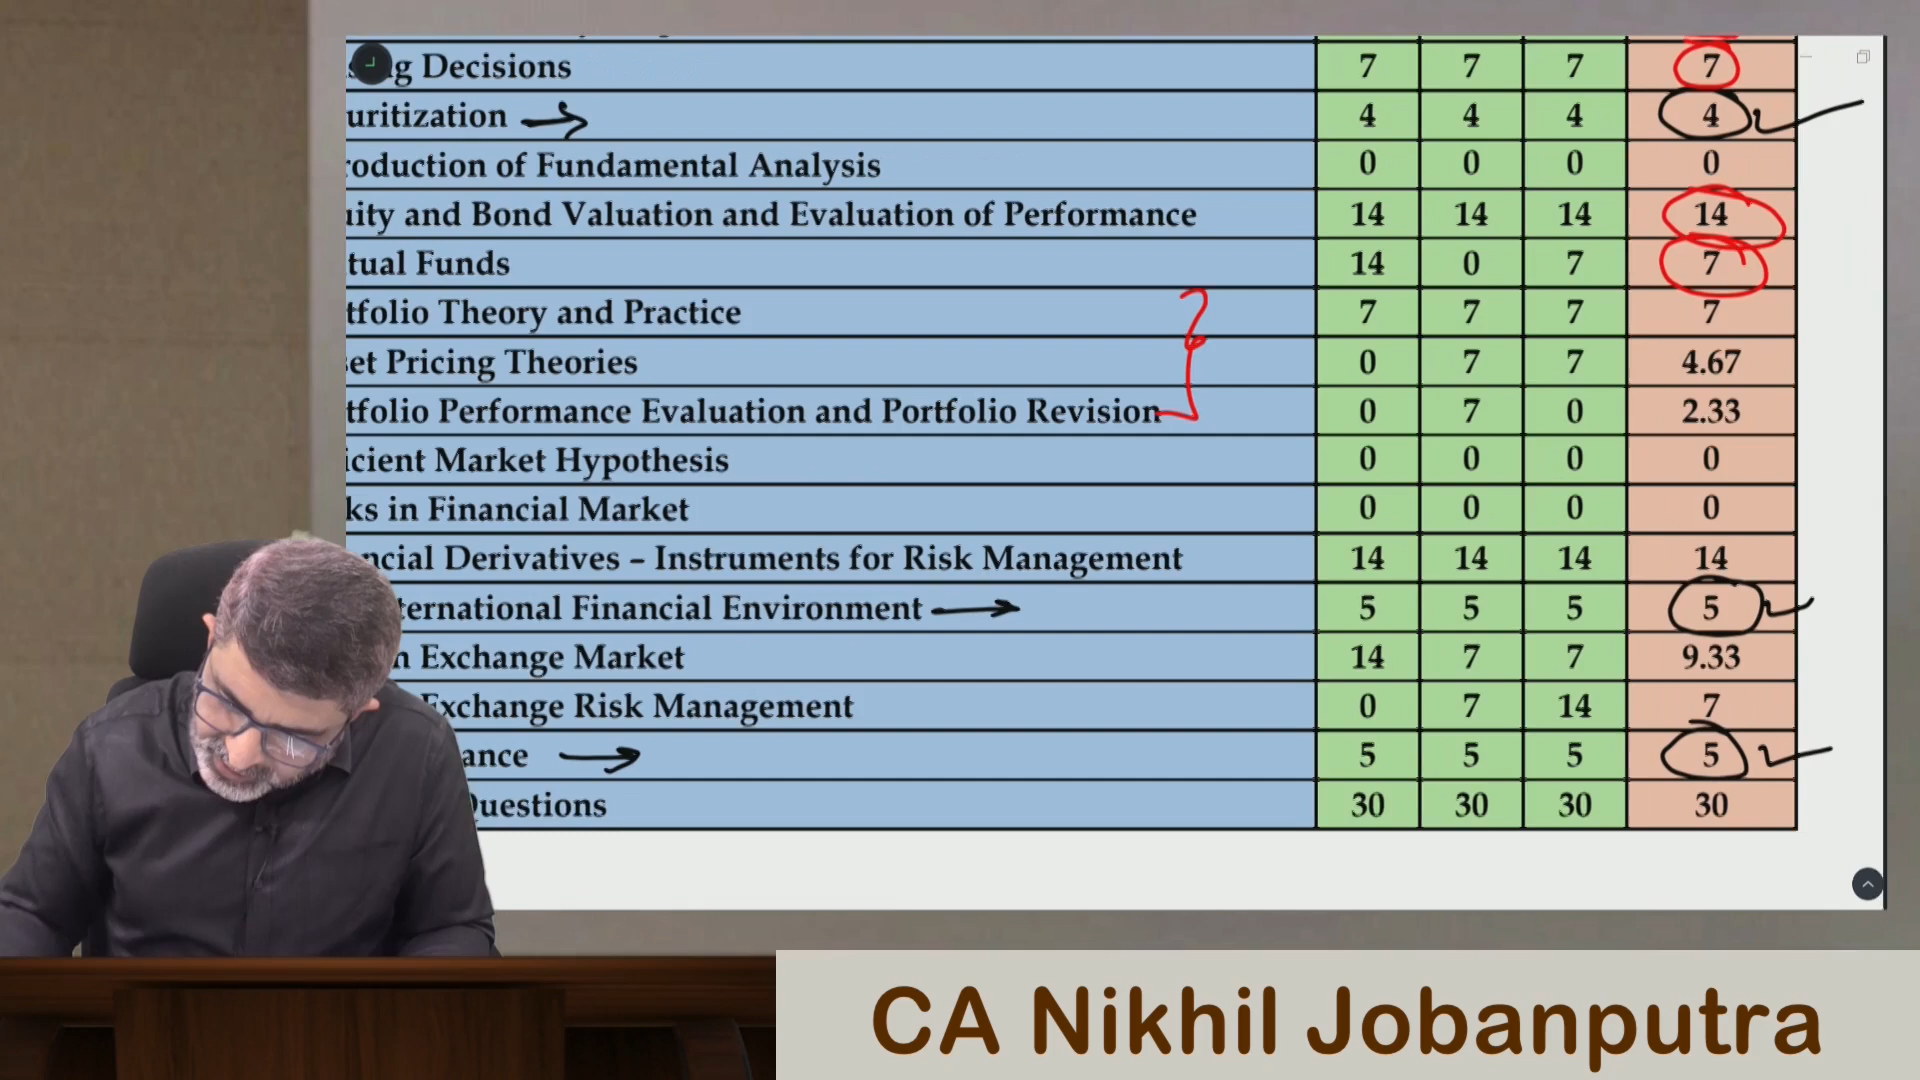 g Decisions 7 7 7 7
uritization 4 4 4 4
roduction of Fundamental Analysis 0 0 0 0
uity and Bond Valuation and Evaluation of Performance 14 14 14 14
tual Funds 14 0 7 7
tfolio Theory and Practice 7 7 7 7
set Pricing Theories 0 7 7 4.67
tfolio Performance Evaluation and Portfolio Revision 0 7 0 2.33
icient Market Hypothesis 0 0 0 0
ks in Financial Market 0 0 0 0
ncial Derivatives – Instruments for Risk Management 14 14 14 14
ternational Financial Environment 5 5 5 5
n Exchange Market 14 7 7 9.33
Exchange Risk Management 0 7 14 7
ance 5 5 5 5
Questions 30 30 30 30
CA Nikhil Jobanputra